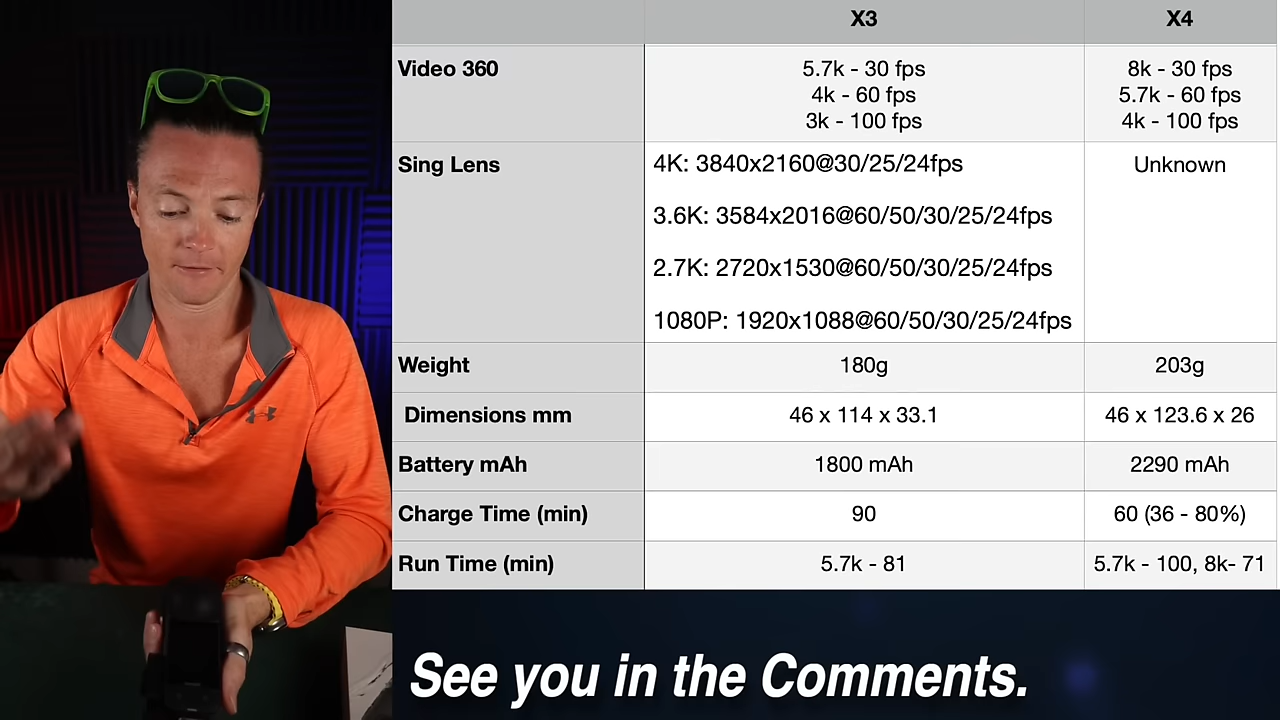 X3 X4
Video 360 5.7k - 30 fps 8k - 30 fps
4k - 60 fps 5.7k - 60 fps
3k - 100 fps 4k - 100 fps
Sing Lens 4K: 3840x2160@30/25/24fps Unknown
3.6K: 3584x2016@60/50/30/25/24fps
2.7K: 2720x1530@60/50/30/25/24fps
1080P: 1920x1088@60/50/30/25/24fps
Weight 180g 203g
Dimensions mm 46 x 114 x 33.1 46 x 123.6 x 26
Battery mAh 1800 mAh 2290 mAh
Charge Time (min) 90 60 (36 - 80%)
Run Time (min) 5.7k - 81 5.7k - 100, 8k- 71
See you in the Comments.